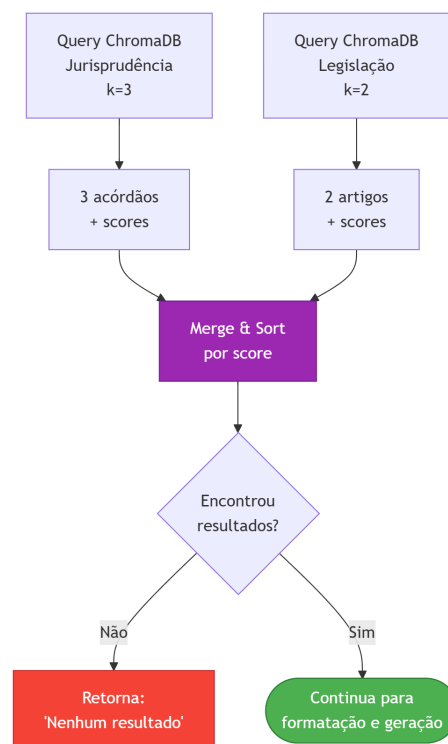 Query ChromaDB
Jurisprudência
k=3
Query ChromaDB
Legislação
k=2
3 acórdãos
+ scores
2 artigos
+ scores
Merge & Sort
por score
Encontrou
resultados?
Não
Sim
Retorna:
'Nenhum resultado'
Continua para
formatação e geração